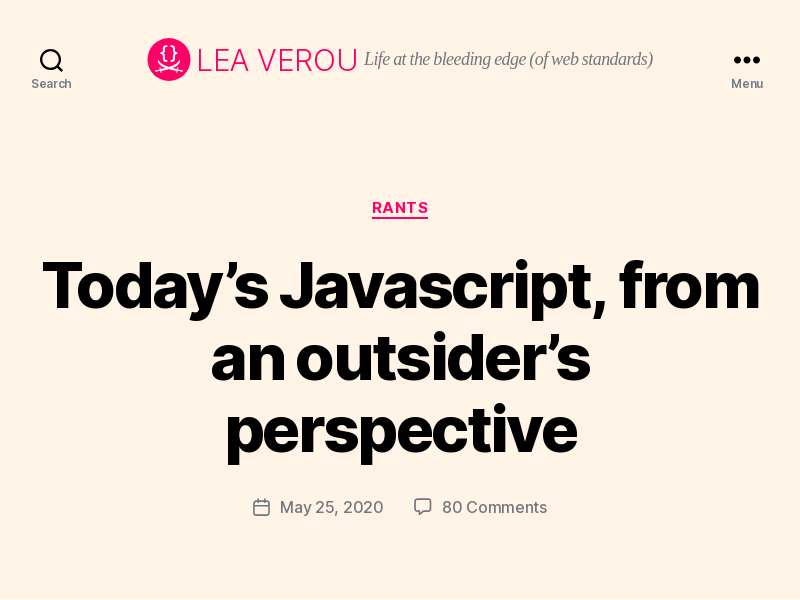 Search
LEA VEROU Life at the bleeding edge (of web standards)
Menu
RANTS
Today’s Javascript, from
an outsider’s
perspective
May 25, 2020 80 Comments